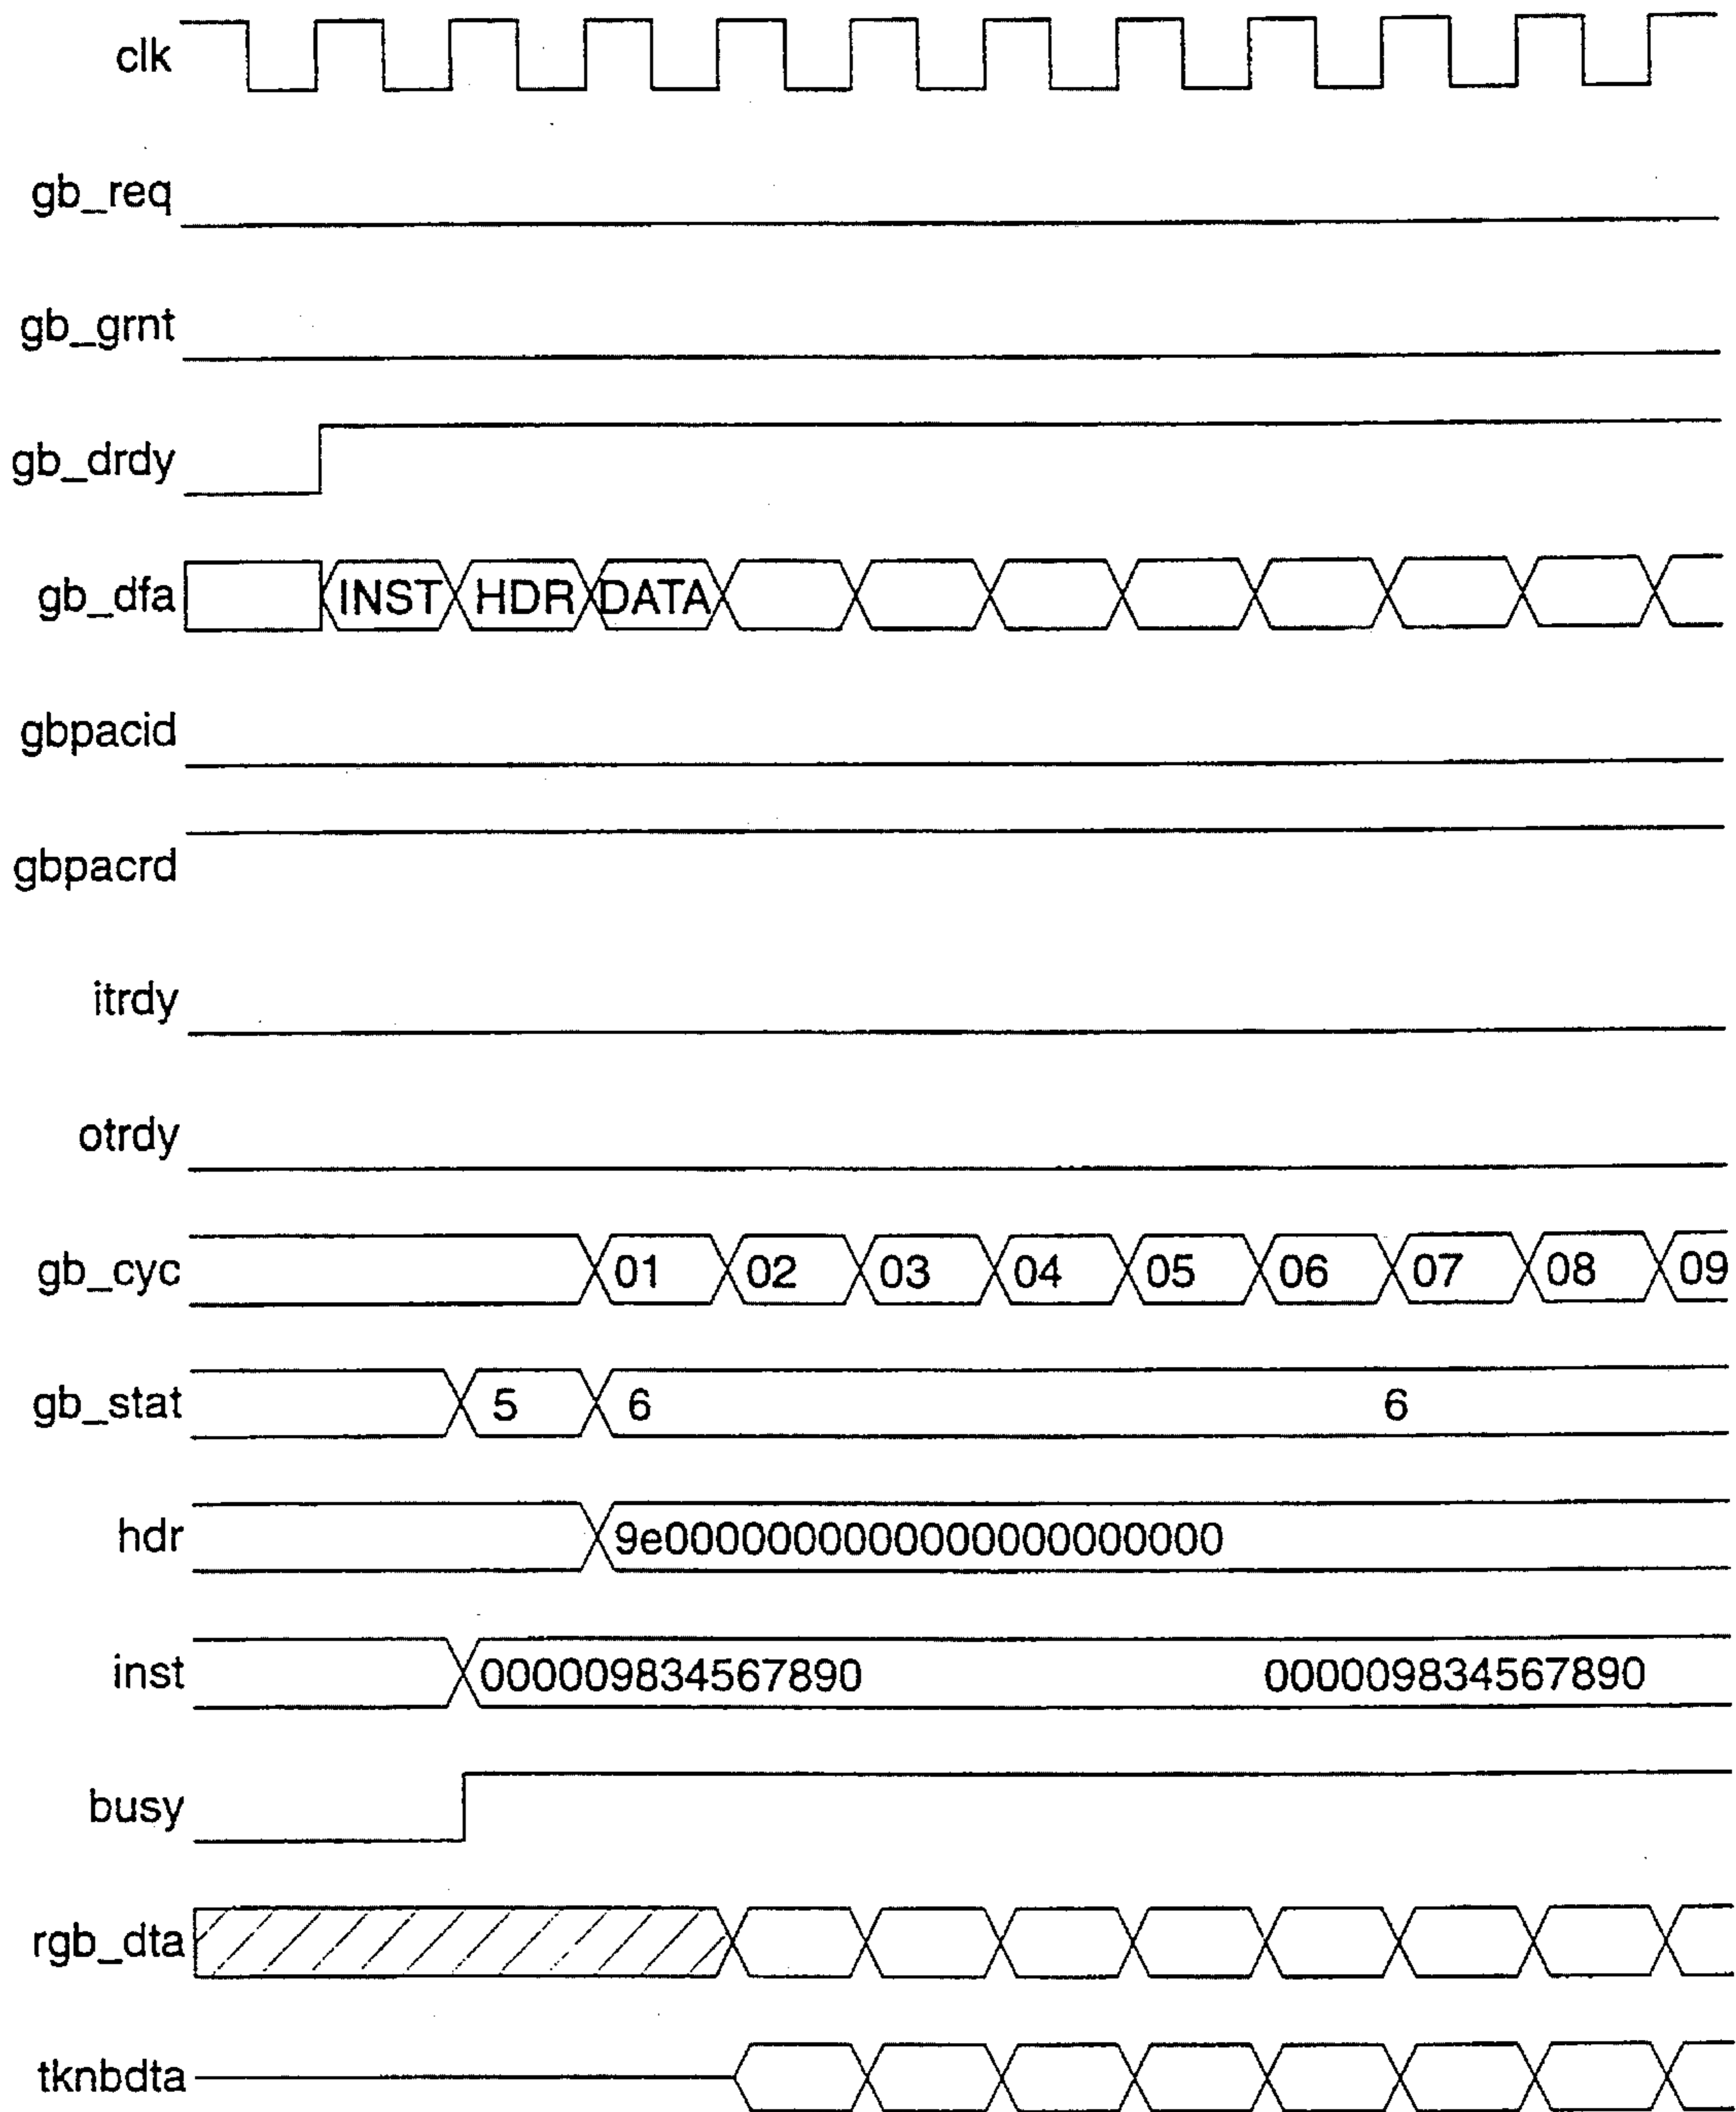 clk
gb_req
gb_grnt
gb_drdy
gb_dfa INST HDR DATA
gbpacid
gbpacrd
itrdy
otrdy
gb_cyc 01 02 03 04 05 06 07 08 09
gb_stat 5 6 6
hdr 9e0000000000000000000000
inst 000009834567890 000009834567890
busy
rgb_dta
tknbdta